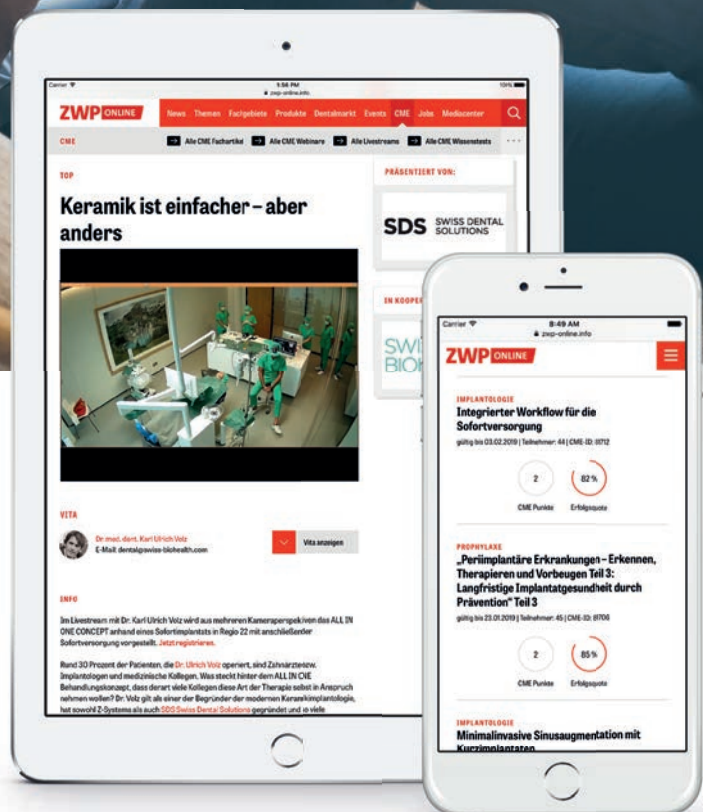 Carrier
1:56 PM
100%
zwp-online.info
ZWP ONLINE
News Themen Fachgebiete Produkte Dentalmarkt Events CME Jobs Mediacenter
CME
Alle CME Fachartikel
Alle CME Webinare
Alle Livestreams
Alle CME Wissenstests
TOP
Keramik ist einfacher – aber
anders
PRÄSENTIERT VON:
SDS SWISS DENTAL
SOLUTIONS
IN KOOPER
SWI
BIOH
VITA
Dr. med. dent. Karl Ulrich Volz
E-Mail: dental@swiss-biohealth.com
Vita anzeigen
INFO
Im Livestream mit Dr. Karl Ulrich Volz wird aus mehreren Kameraperspekiven das ALL IN
ONE CONCEPT anhand eines Sofortimplantats in Regio 22 mit anschließender
Sofortversorgung vorgestellt. Jetzt registrieren.
Rund 30 Prozent der Patienten, die Dr. Ulrich Volz operiert, sind Zahnärzte bzw.
Implantologen und medizinische Kollegen. Was steckt hinter dem ALL IN ONE
Behandlungskonzept, dass derart viele Kollegen diese Art der Therapie selbst in Anspruch
nehmen wollen? Dr. Volz gilt als einer der Begründer der modernen Keramikimplantologie,
hat sowohl Z-Systems als auch SDS Swiss Dental Solutions gegründet und je viele
Carrier
8:49 AM
zwp-online.info
ZWP ONLINE
IMPLANTOLOGIE
Integrierter Workflow für die
Sofortversorgung
gültig bis 03.02.2019 | Teilnehmer: 44 | CME-ID: 81712
2
82 %
CME Punkte
Erfolgsquote
PROPHYLAXE
„Periimplantäre Erkrankungen – Erkennen,
Therapieren und Vorbeugen Teil 3:
Langfristige Implantatgesundheit durch
Prävention“ Teil 3
gültig bis 23.01.2019 | Teilnehmer: 45 | CME-ID: 81706
2
85 %
CME Punkte
Erfolgsquote
IMPLANTOLOGIE
Minimalinvasive Sinusaugmentation mit
Kurzimplantaten